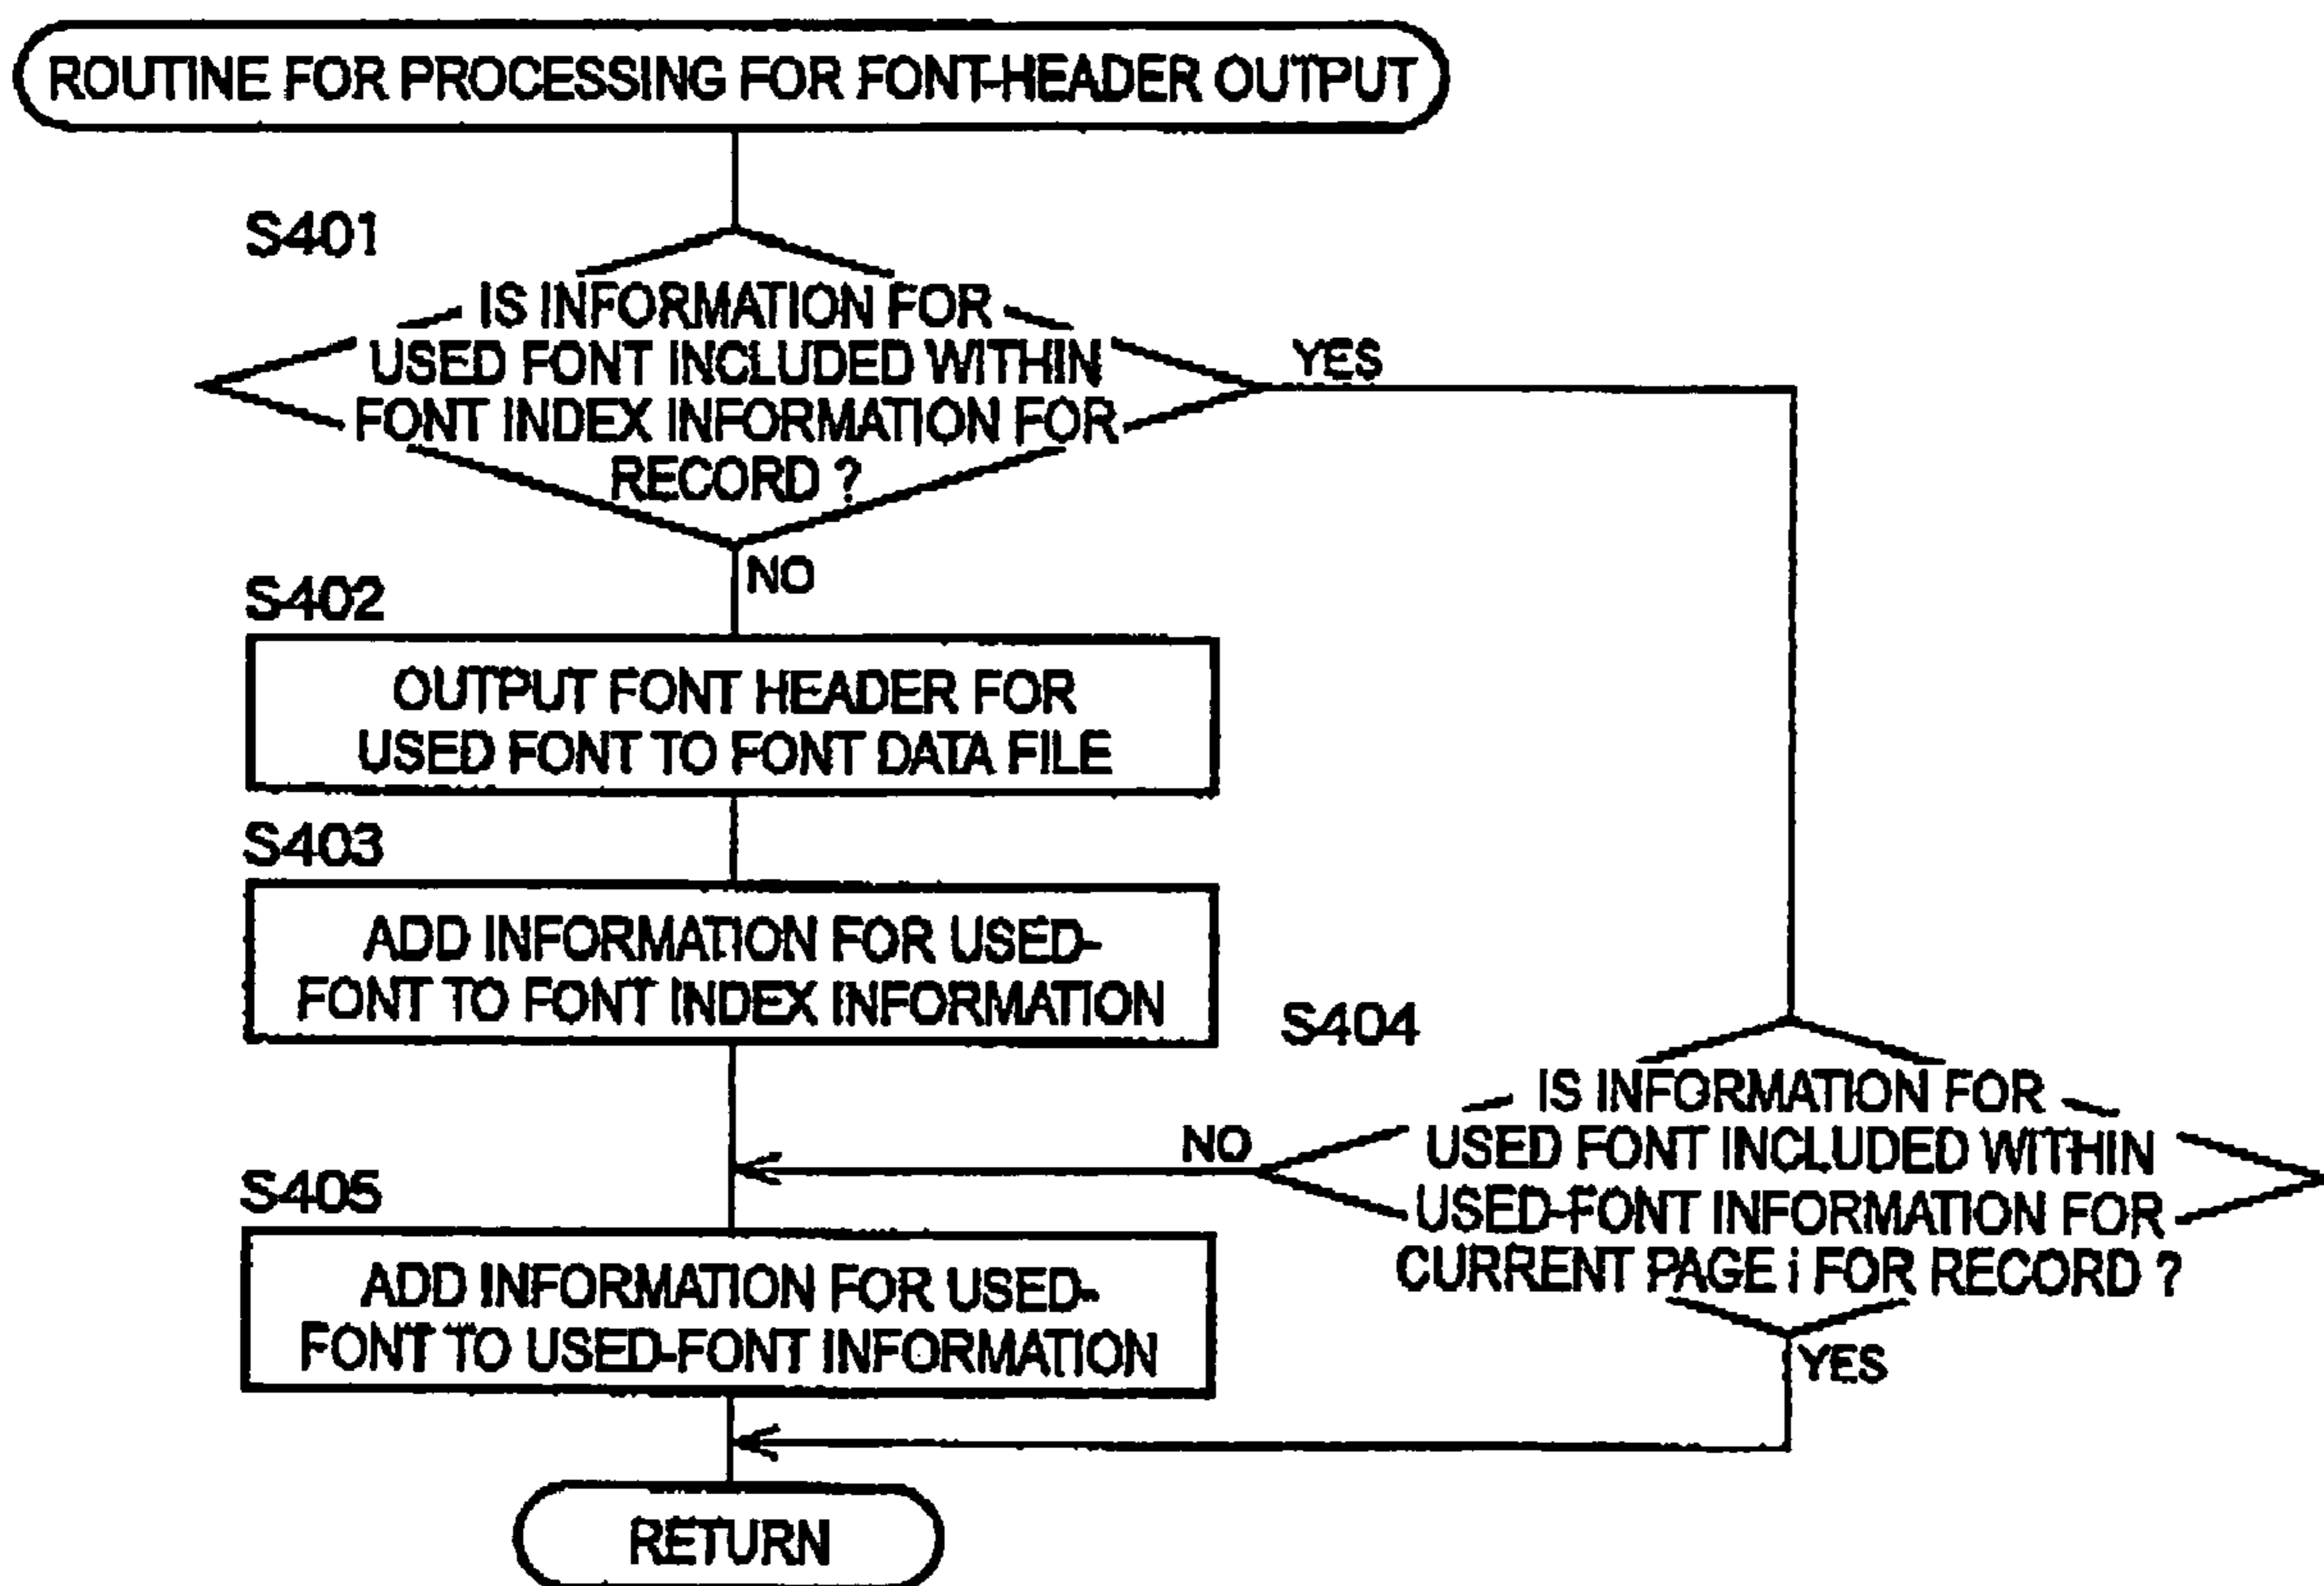 ROUTINE FOR PROCESSING FOR FONT-HEADER OUTPUT
S401
IS INFORMATION FOR
USED FONT INCLUDED WITHIN
FONT INDEX INFORMATION FOR
RECORD ?
YES
NO
S402
OUTPUT FONT HEADER FOR
USED FONT TO FONT DATA FILE
S403
ADD INFORMATION FOR USED-
FONT TO FONT INDEX INFORMATION
S404
IS INFORMATION FOR
USED FONT INCLUDED WITHIN
USED-FONT INFORMATION FOR
CURRENT PAGE i FOR RECORD ?
NO
YES
S405
ADD INFORMATION FOR USED-
FONT TO USED-FONT INFORMATION
RETURN